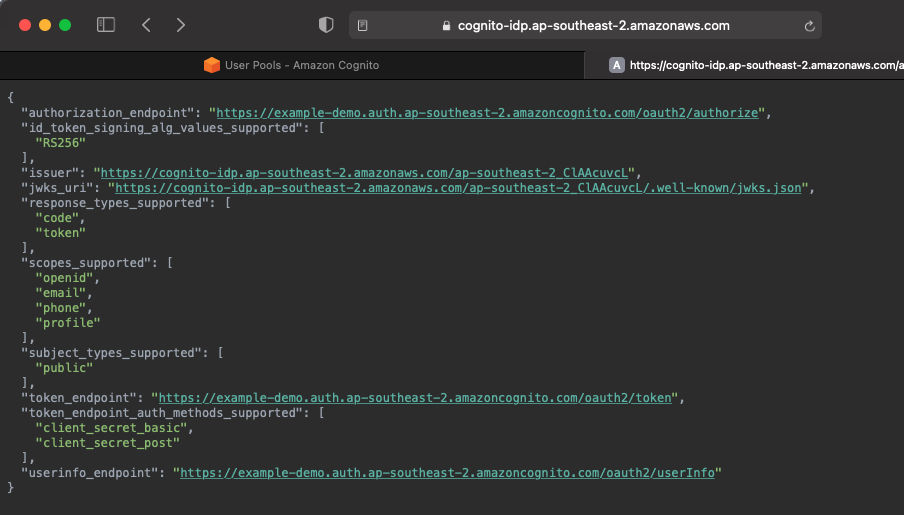 cognito-idp.ap-southeast-2.amazonaws.com
User Pools - Amazon Cognito
A https://cognito-idp.ap-southeast-2.amazonaws.com/a
{
  "authorization_endpoint": "https://example-demo.auth.ap-southeast-2.amazoncognito.com/oauth2/authorize",
  "id_token_signing_alg_values_supported": [
    "RS256"
  ],
  "issuer": "https://cognito-idp.ap-southeast-2.amazonaws.com/ap-southeast-2_ClAAcuvcL",
  "jwks_uri": "https://cognito-idp.ap-southeast-2.amazonaws.com/ap-southeast-2_ClAAcuvcL/.well-known/jwks.json",
  "response_types_supported": [
    "code",
    "token"
  ],
  "scopes_supported": [
    "openid",
    "email",
    "phone",
    "profile"
  ],
  "subject_types_supported": [
    "public"
  ],
  "token_endpoint": "https://example-demo.auth.ap-southeast-2.amazoncognito.com/oauth2/token",
  "token_endpoint_auth_methods_supported": [
    "client_secret_basic",
    "client_secret_post"
  ],
  "userinfo_endpoint": "https://example-demo.auth.ap-southeast-2.amazoncognito.com/oauth2/userInfo"
}